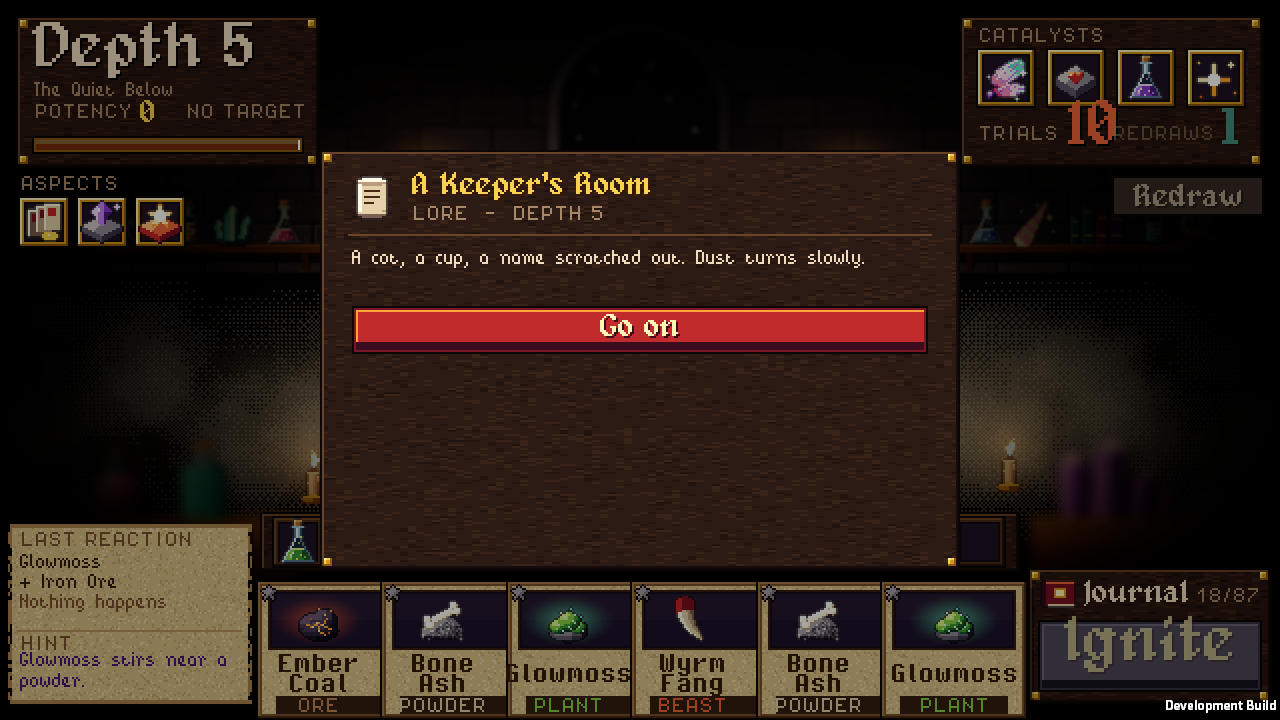 Depth 5
The Quiet Below
POTENCY 0 NO TARGET
ASPECTS
CATALYSTS
TRIALS 10 REDRAWS 1
Redraw
A Keeper's Room
LORE - DEPTH 5
A cot, a cup, a name scratched out. Dust turns slowly.
Go on
LAST REACTION
Glowmoss
+ Iron Ore
Nothing happens
HINT
Glowmoss stirs near a
powder.
Ember
Coal
ORE
Bone
Ash
POWDER
Glowmoss
PLANT
Wyrm
Fang
BEAST
Bone
Ash
POWDER
Glowmoss
PLANT
Journal 18/87
Ignite
Development Build